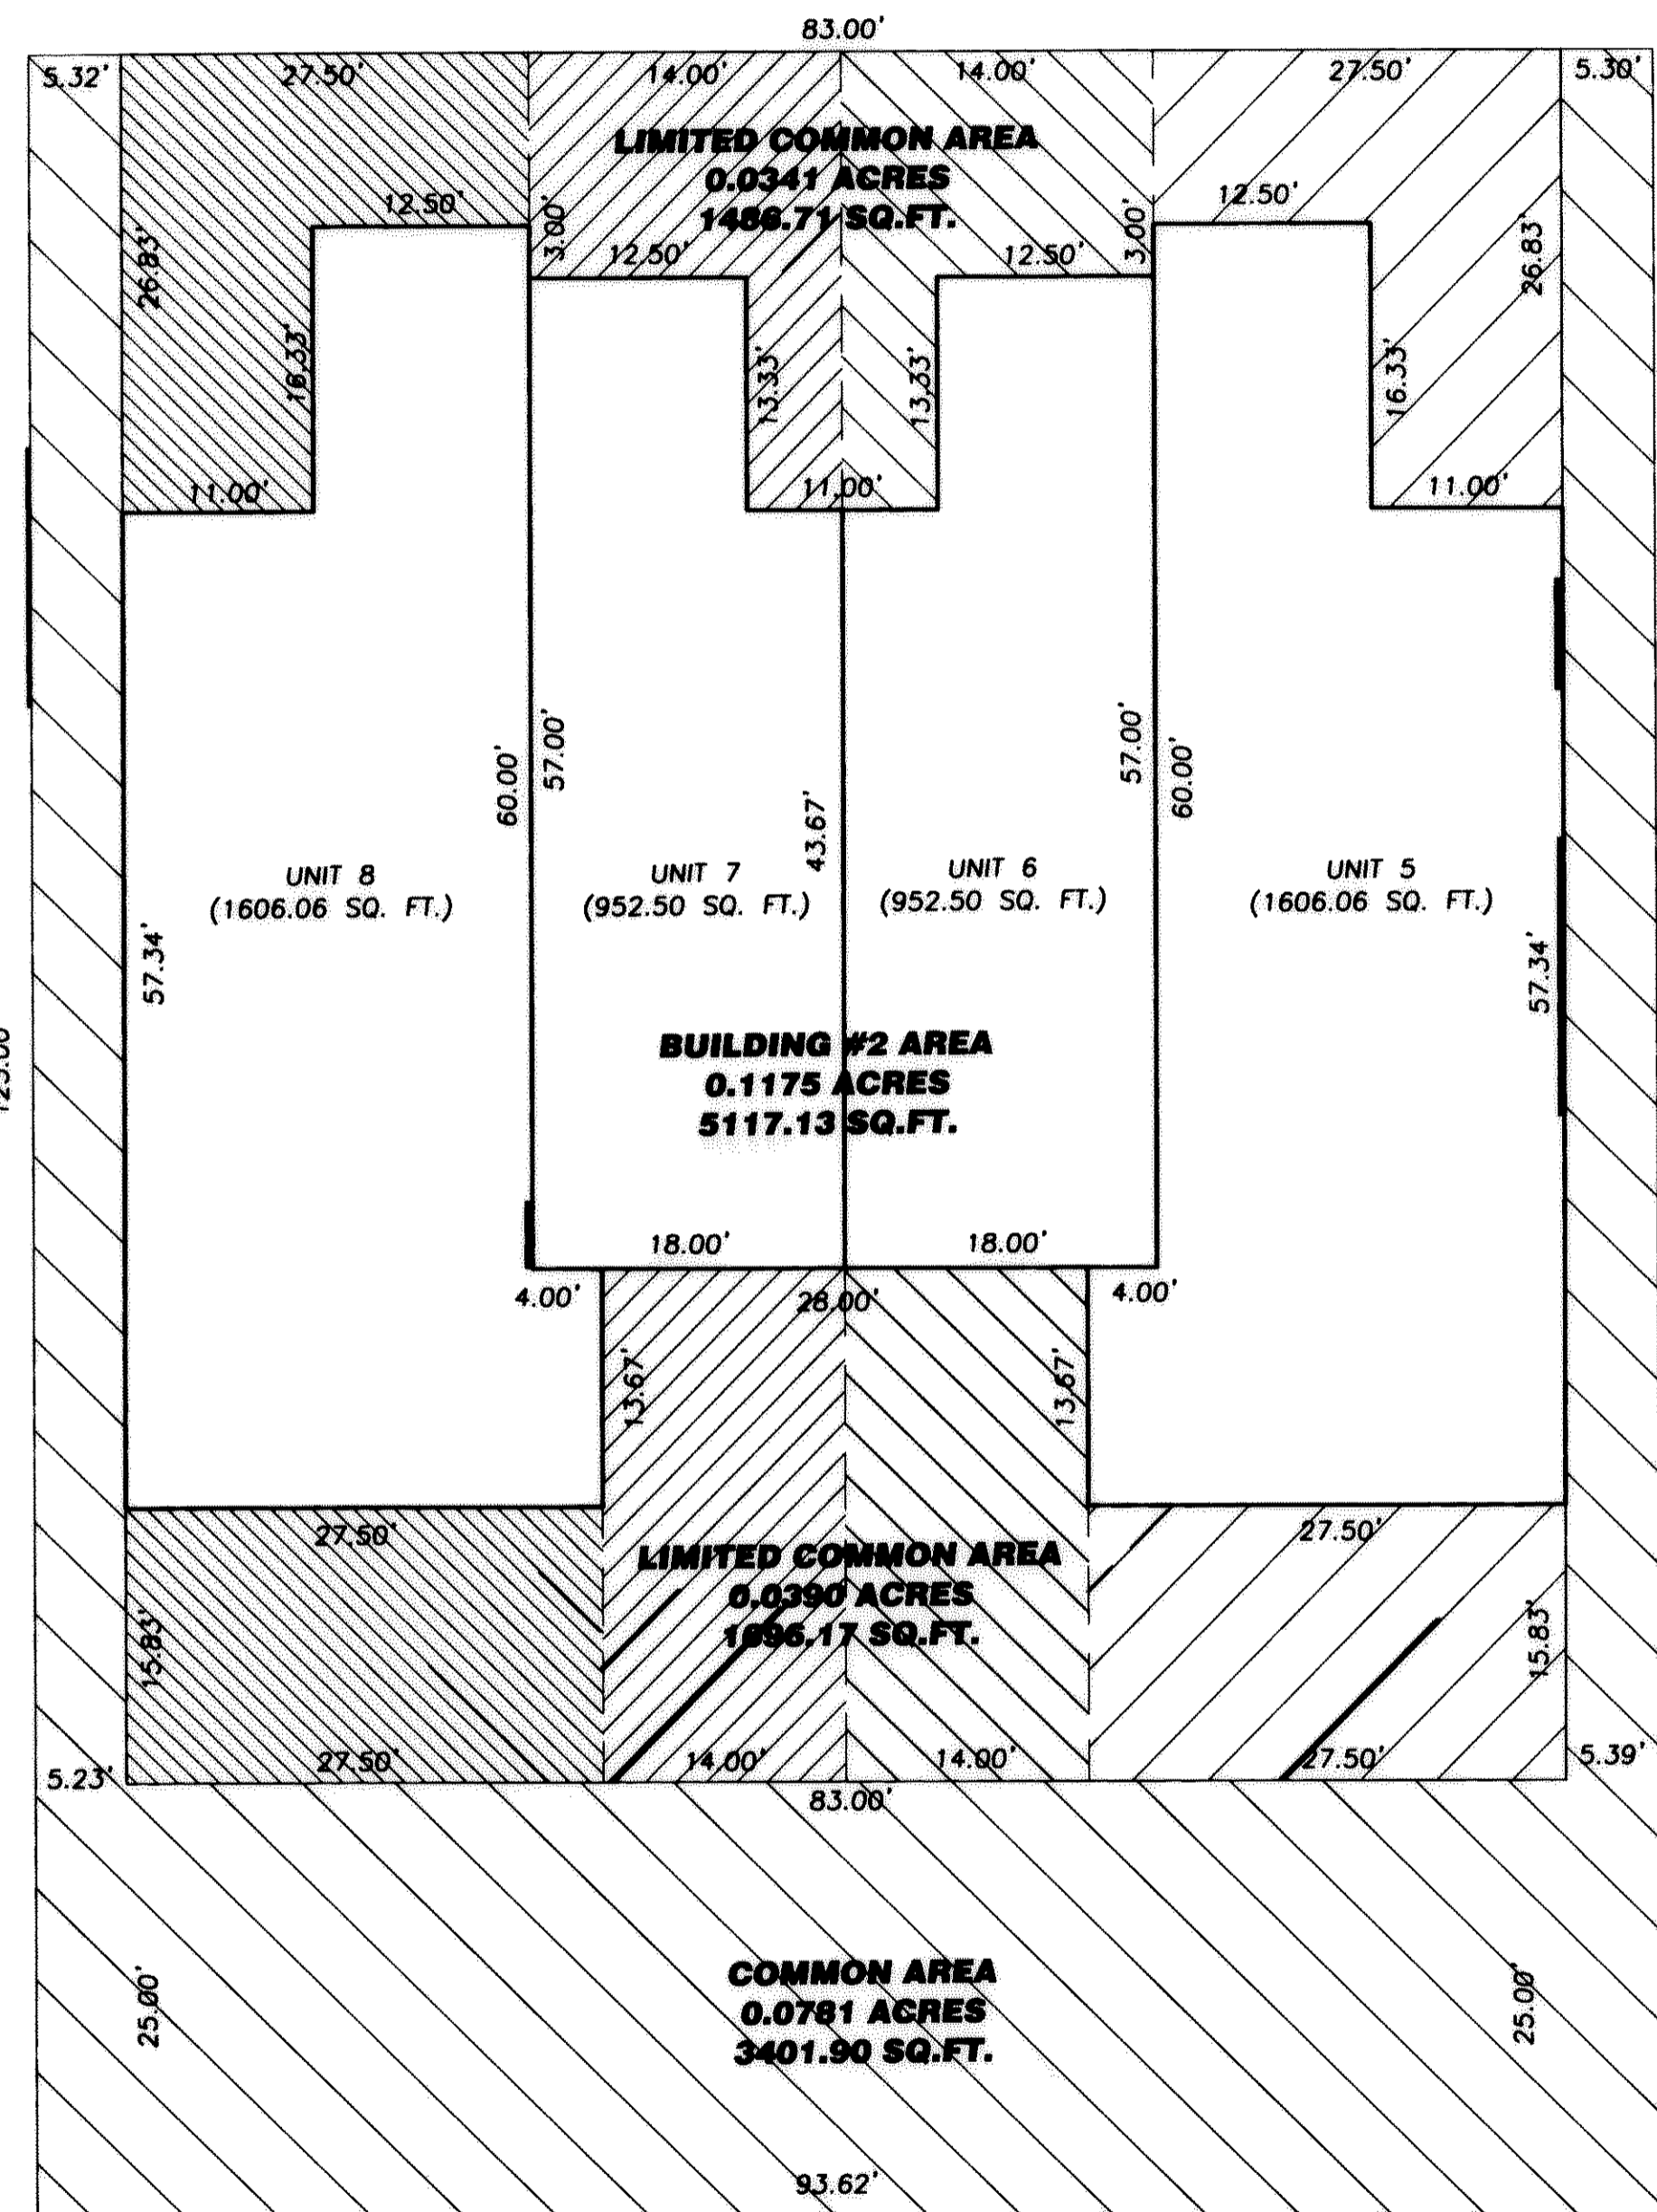 83.00'
5.32' 27.50' 14.00' 14.00' 27.50' 5.30'
LIMITED COMMON AREA
0.0341 ACRES
1486.71 SQ.FT.
12.50' 12.50'
3.00' 3.00'
12.50' 12.50'
26.83' 26.83'
16.33' 13.33' 13.33' 16.33'
11.00' 11.00' 11.00'
60.00' 57.00' 57.00' 60.00'
43.67'
UNIT 8
(1606.06 SQ. FT.)
UNIT 7
(952.50 SQ. FT.)
UNIT 6
(952.50 SQ. FT.)
UNIT 5
(1606.06 SQ. FT.)
57.34' 57.34'
BUILDING #2 AREA
0.1175 ACRES
5117.13 SQ.FT.
18.00' 18.00'
4.00' 28.00' 4.00'
13.67' 13.67'
27.50' 27.50'
LIMITED COMMON AREA
0.0390 ACRES
1696.17 SQ.FT.
15.83' 15.83'
5.23' 27.50' 14.00' 14.00' 27.50' 5.39'
83.00'
COMMON AREA
0.0781 ACRES
3401.90 SQ.FT.
25.00' 25.00'
93.62'